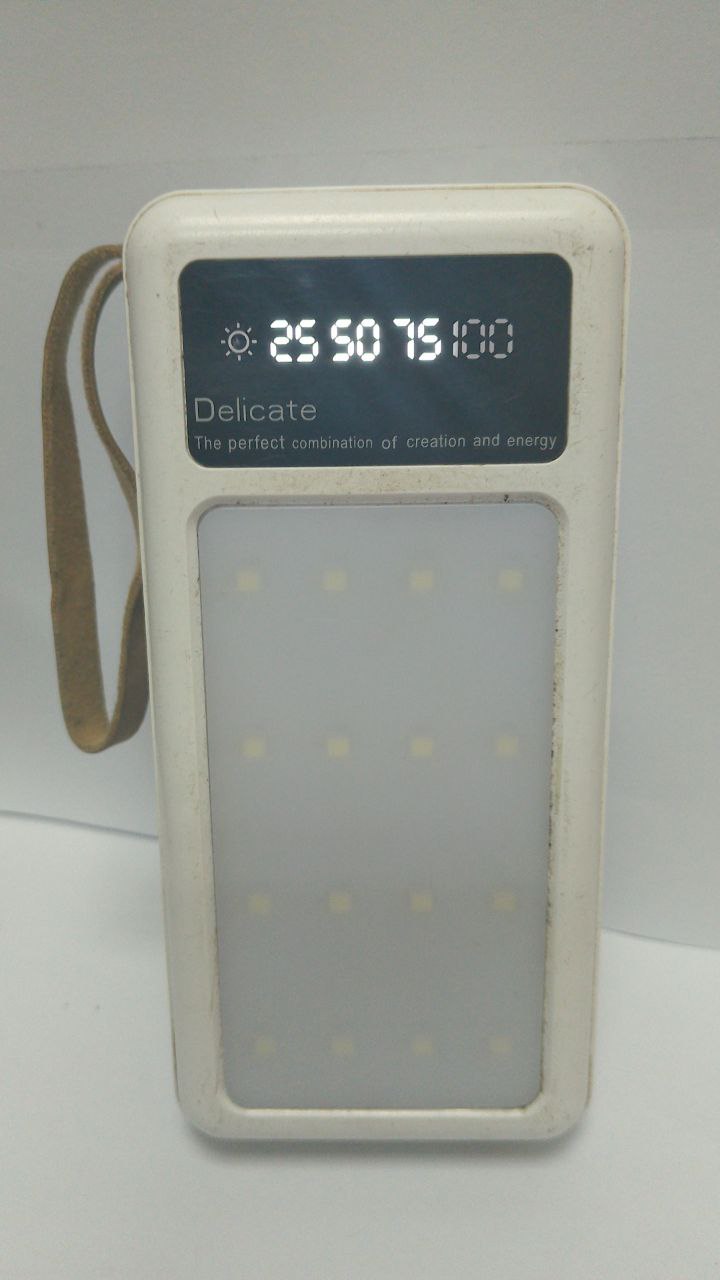 25 50 75 100
Delicate
The perfect combination of creation and energy